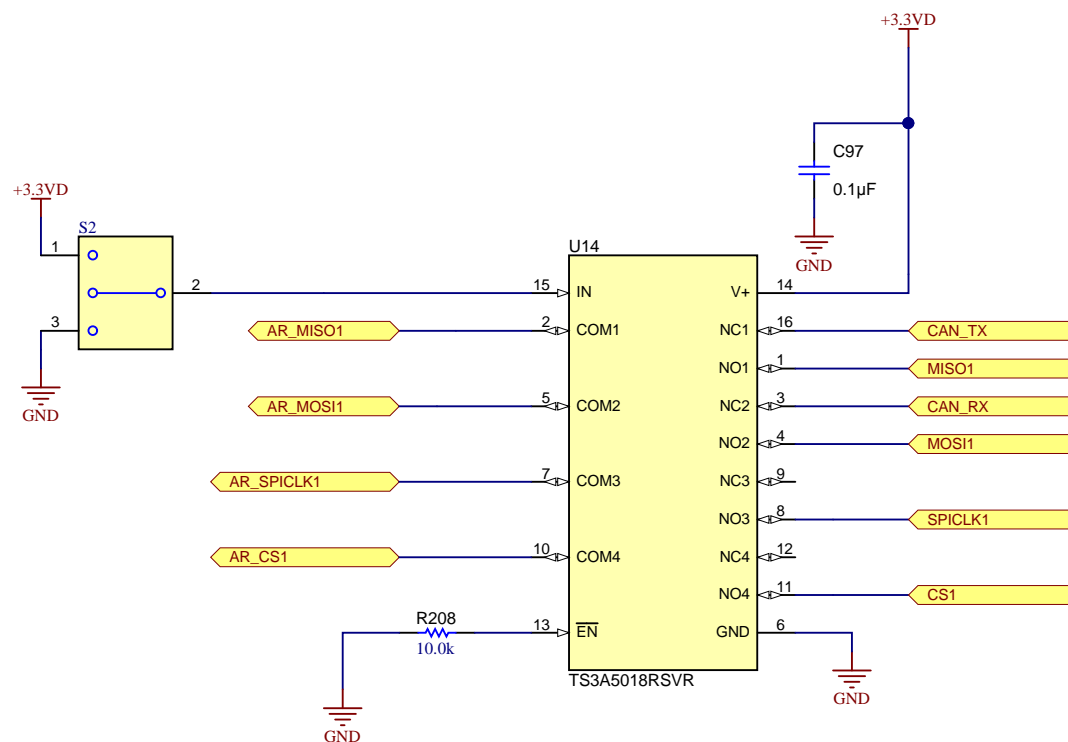 +3.3VD
C97
0.1µF
GND
+3.3VD
S2
1
2
3
GND
U14
15 IN V+ 14
AR_MISO1 2 COM1 NC1 16 CAN_TX
NO1 1 MISO1
AR_MOSI1 5 COM2 NC2 3 CAN_RX
NO2 4 MOSI1
AR_SPICLK1 7 COM3 NC3 9
NO3 8 SPICLK1
AR_CS1 10 COM4 NC4 12
NO4 11 CS1
R208
10.0k
13 EN GND 6
TS3A5018RSVR
GND
GND